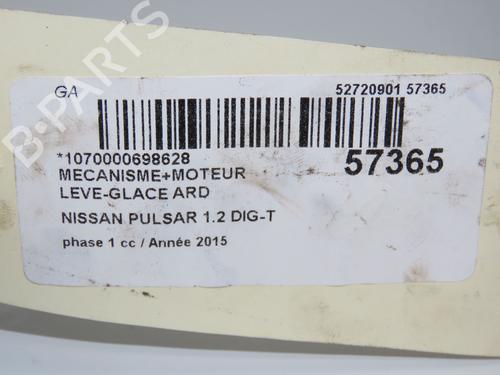 GA
52720901 57365
*1070000698628
57365
MECANISME+MOTEUR
LEVE-GLACE ARD
NISSAN PULSAR 1.2 DIG-T
phase 1 cc / Année 2015
B-PARTS